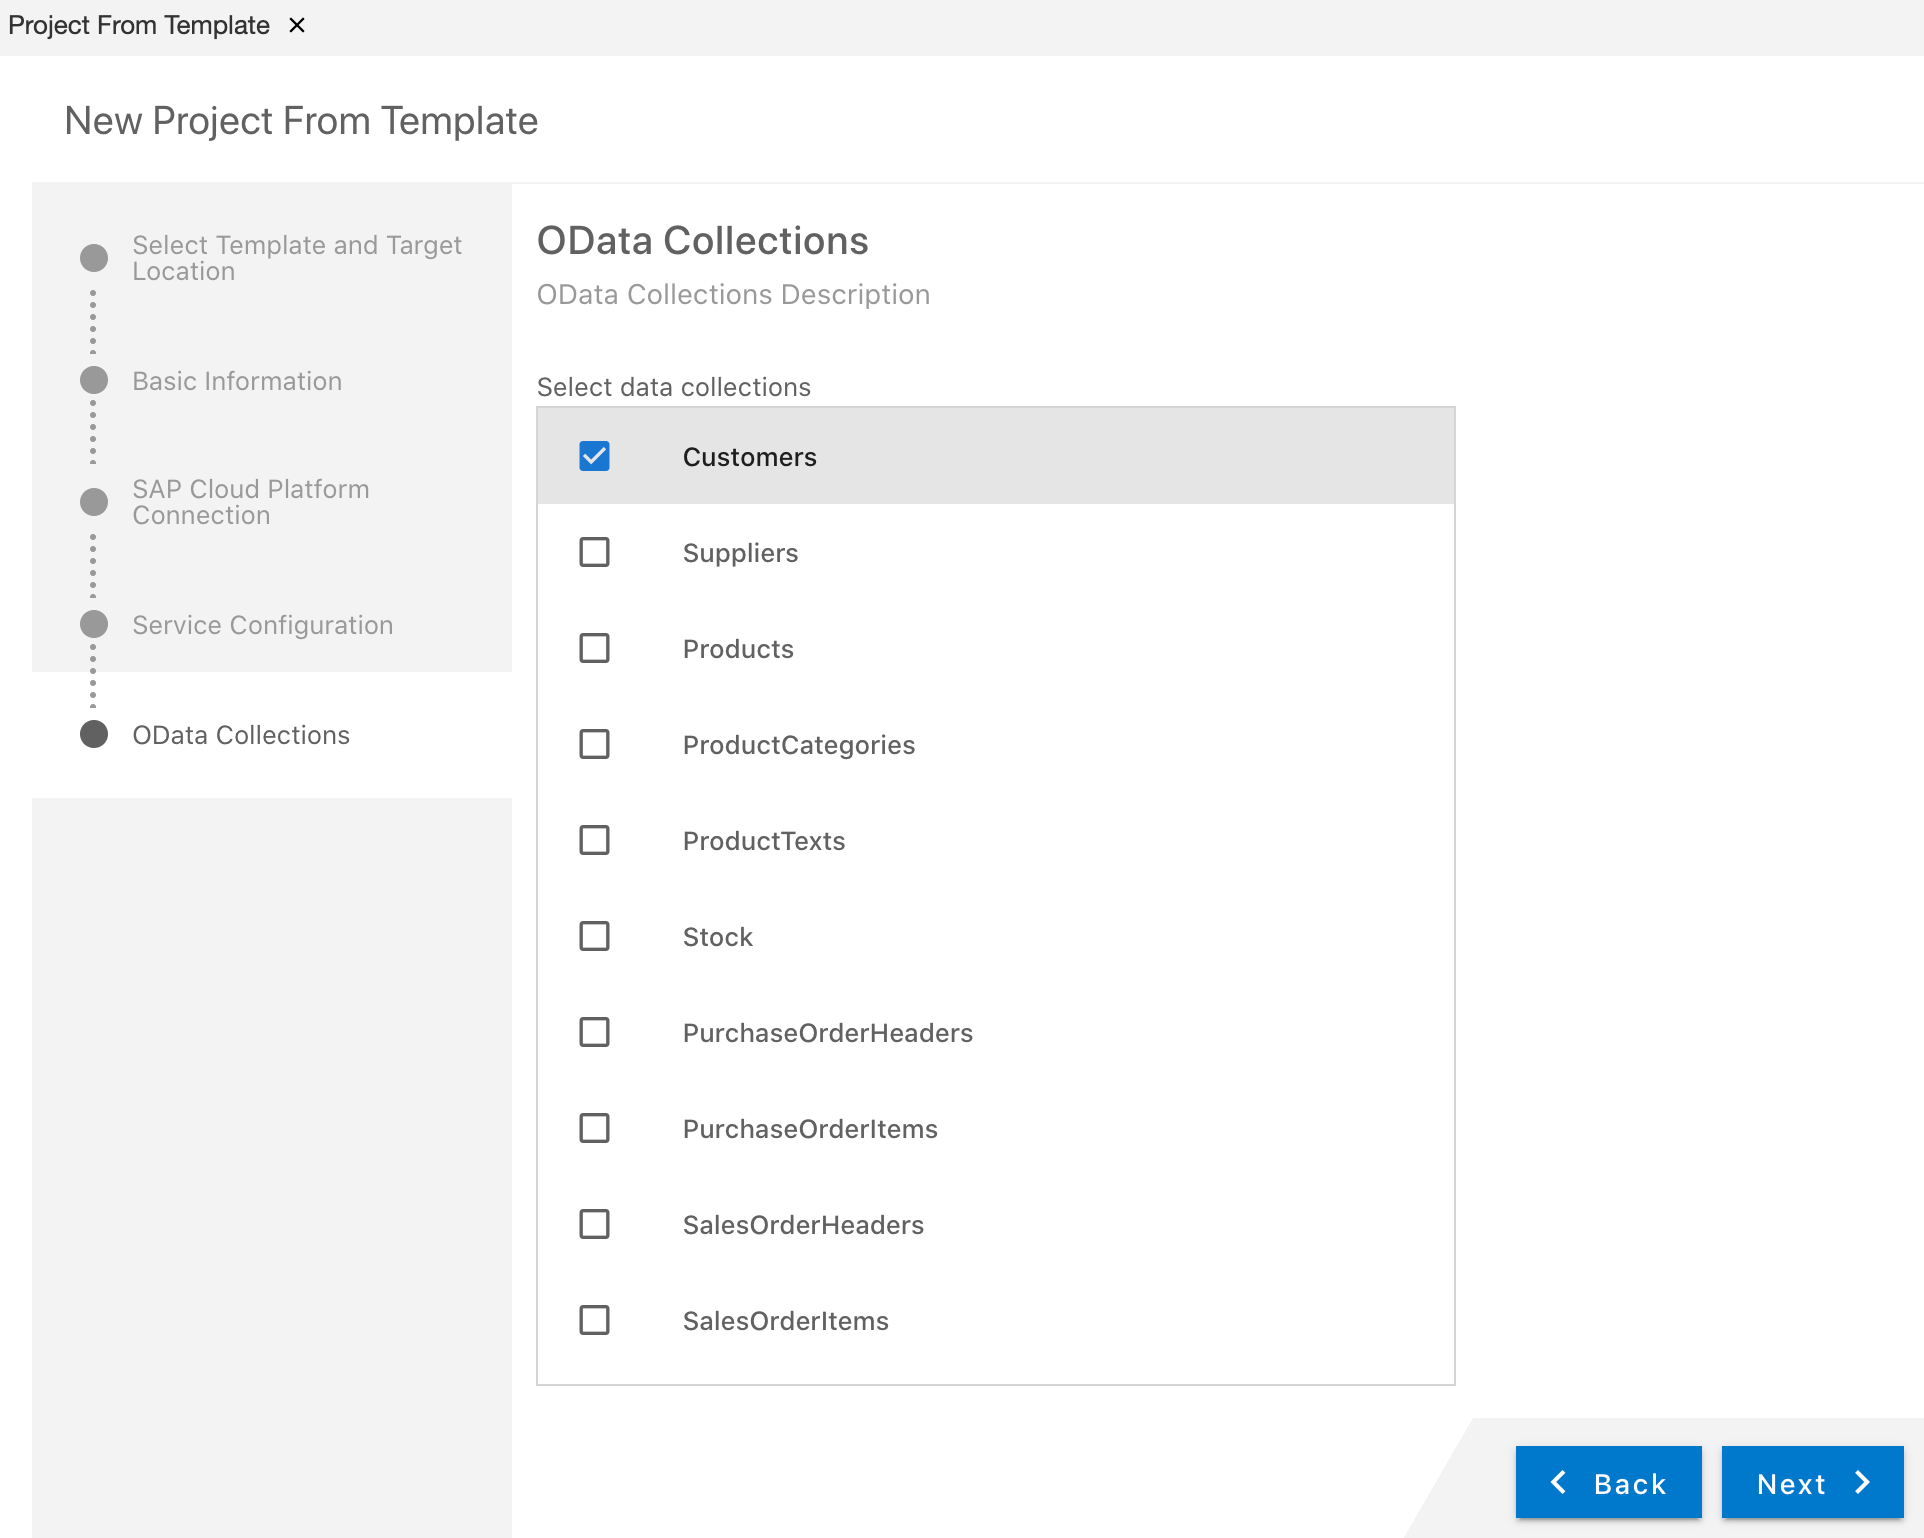 Project From Template
New Project From Template
Select Template and Target
Location
Basic Information
SAP Cloud Platform
Connection
Service Configuration
OData Collections
OData Collections
OData Collections Description
Select data collections
Customers
Suppliers
Products
ProductCategories
ProductTexts
Stock
PurchaseOrderHeaders
PurchaseOrderItems
SalesOrderHeaders
SalesOrderItems
Back
Next